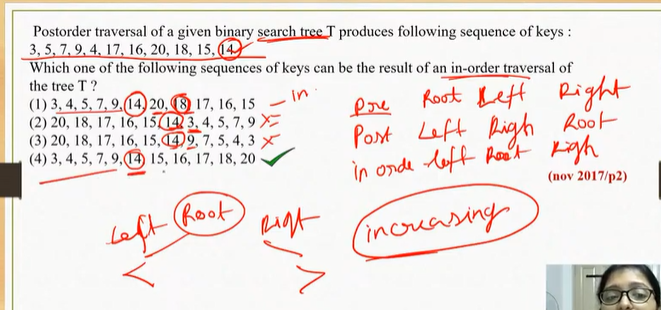 Postorder traversal of a given binary search tree T produces following sequence of keys :
3, 5, 7, 9, 4, 17, 16, 20, 18, 15, 14
Which one of the following sequences of keys can be the result of an in-order traversal of
the tree T ?
(1) 3, 4, 5, 7, 9, 14, 20, 18, 17, 16, 15 — in
(2) 20, 18, 17, 16, 15, 14, 3, 4, 5, 7, 9
(3) 20, 18, 17, 16, 15, 14, 9, 7, 5, 4, 3
(4) 3, 4, 5, 7, 9, 14, 15, 16, 17, 18, 20
Pre Root Left Right
Post Left Righ Root
in orde left Root Righ
(nov 2017/p2)
Left Root Right
< >
increasing